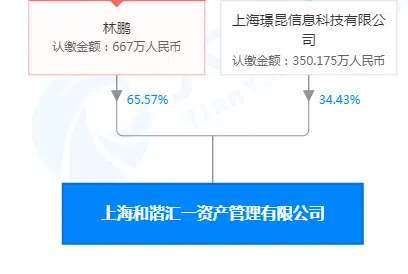 林鹏
认缴金额：667万人民币
上海璟昆信息科技有限公
司
认缴金额：350.175万人民币
65.57%
34.43%
上海和谐汇一资产管理有限公司